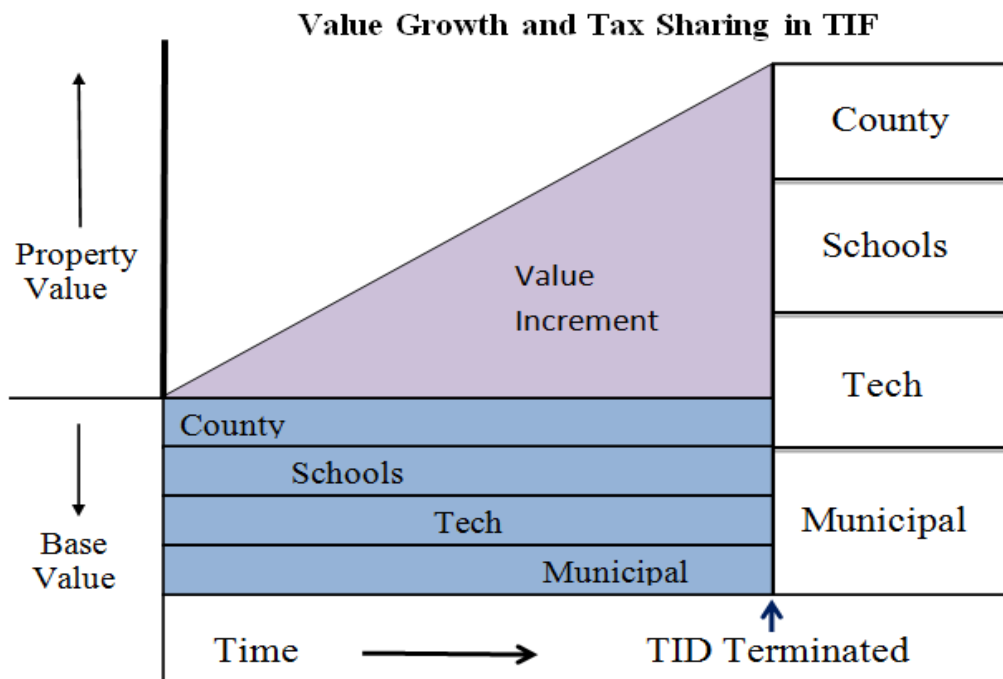 Value Growth and Tax Sharing in TIF
County
Schools
Property
Value
Value
Increment
Tech
County
Schools
Tech
Municipal
Base
Value
Municipal
Time
TID Terminated